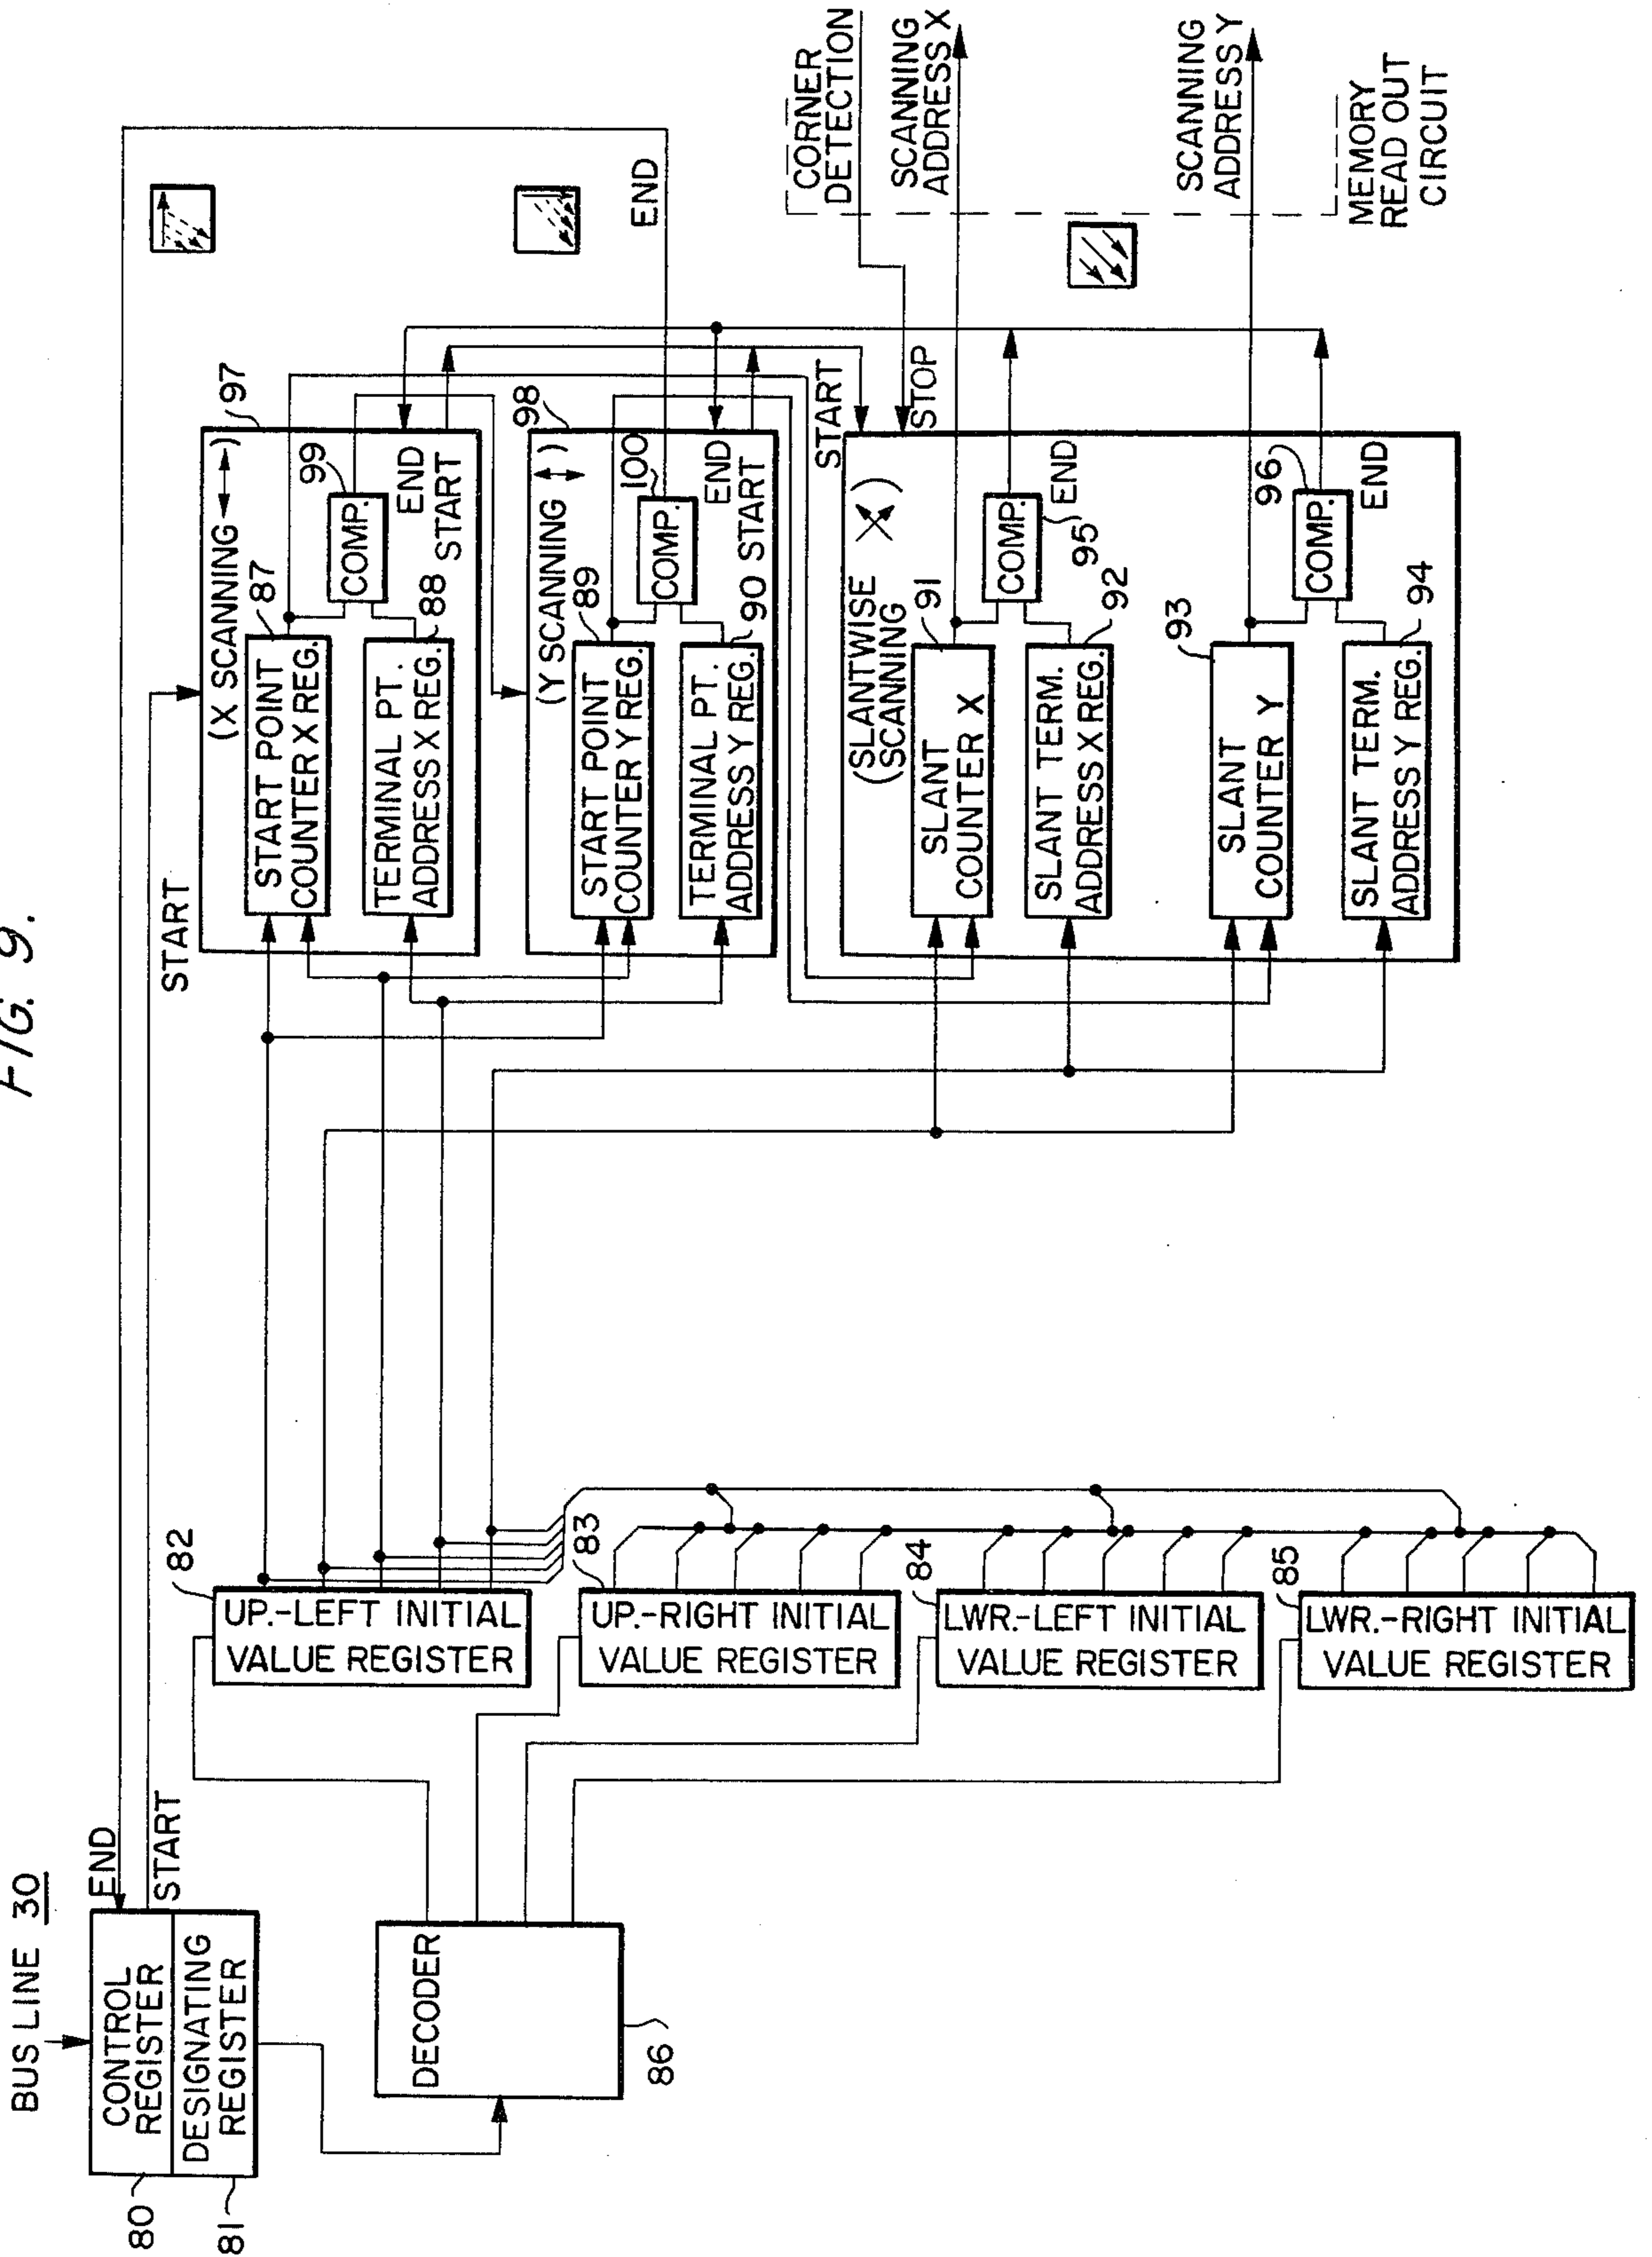 FIG. 9.
BUS LINE 30
END
START
CONTROL
REGISTER
DESIGNATING
REGISTER
80
81
DECODER
86
82
UP.-LEFT INITIAL
VALUE REGISTER
83
UP.-RIGHT INITIAL
VALUE REGISTER
84
LWR.-LEFT INITIAL
VALUE REGISTER
85
LWR.-RIGHT INITIAL
VALUE REGISTER
START
(X SCANNING )
97
87
START POINT
COUNTER X REG.
99
COMP.
TERMINAL PT.
ADDRESS X REG.
88
END
START
(Y SCANNING )
98
89
START POINT
COUNTER Y REG.
100
COMP.
TERMINAL PT.
ADDRESS Y REG.
90
END
START
END
START
STOP
(SLANTWISE
SCANNING )
91
SLANT
COUNTER X
COMP.
95
END
SLANT TERM.
ADDRESS X REG.
92
93
SLANT
COUNTER Y
96
COMP.
END
SLANT TERM.
ADDRESS Y REG.
94
CORNER
DETECTION
SCANNING
ADDRESS X
SCANNING
ADDRESS Y
MEMORY
READ OUT
CIRCUIT